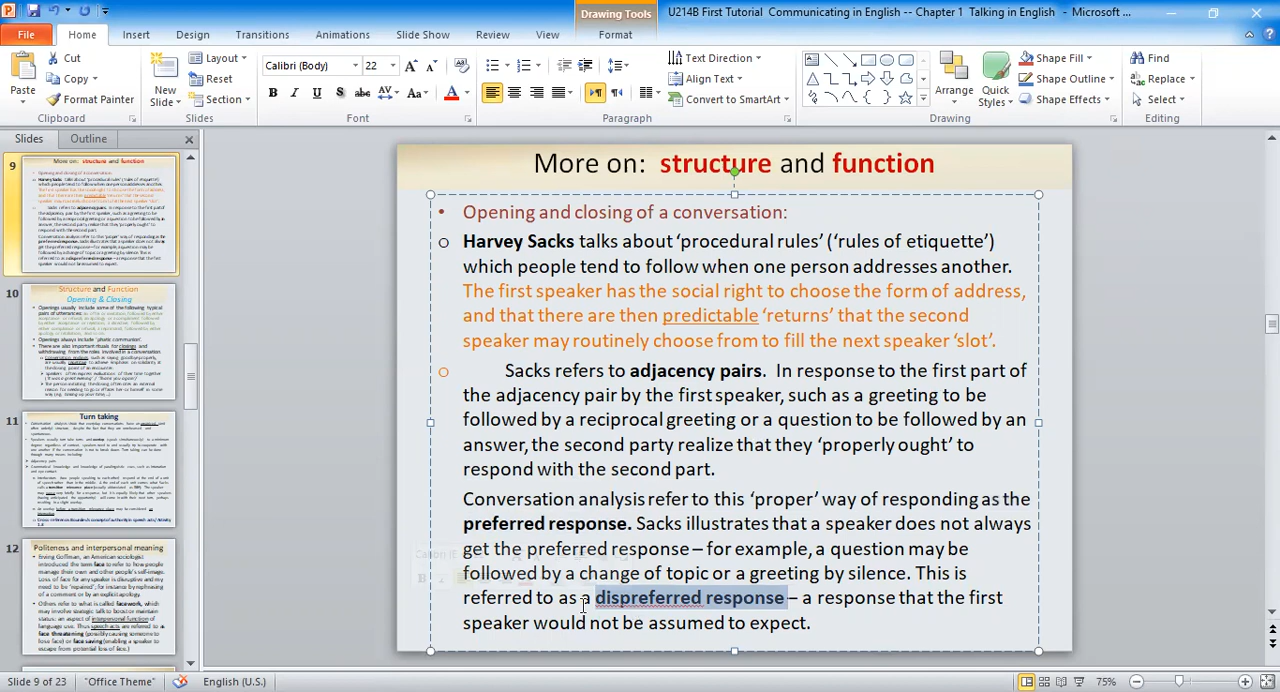 U214B First Tutorial Communicating in English -- Chapter 1 Talking in English - Microsoft ...
Drawing Tools
File Home Insert Design Transitions Animations Slide Show Review View Format
Paste
Cut
Copy
Format Painter
Clipboard
New Slide
Layout
Reset
Section
Slides
Calibri (Body) 22
B I U S abc AV Aa A
Font
Text Direction
Align Text
Convert to SmartArt
Paragraph
Arrange
Quick Styles
Shape Fill
Shape Outline
Shape Effects
Drawing
Find
Replace
Select
Editing
Slides Outline
9
More on: structure and function
10
Structure and Function
Opening & Closing
11
Turn taking
12
Politeness and interpersonal meaning
More on: structure and function
• Opening and closing of a conversation:
o Harvey Sacks talks about ‘procedural rules’ (‘rules of etiquette’)
which people tend to follow when one person addresses another.
The first speaker has the social right to choose the form of address,
and that there are then predictable ‘returns’ that the second
speaker may routinely choose from to fill the next speaker ‘slot’.
o Sacks refers to adjacency pairs. In response to the first part of
the adjacency pair by the first speaker, such as a greeting to be
followed by a reciprocal greeting or a question to be followed by an
answer, the second party realize that they ‘properly ought’ to
respond with the second part.
Conversation analysis refer to this ‘proper’ way of responding as the
preferred response. Sacks illustrates that a speaker does not always
get the preferred response – for example, a question may be
followed by a change of topic or a greeting by silence. This is
referred to as a dispreferred response – a response that the first
speaker would not be assumed to expect.
Slide 9 of 23 "Office Theme" English (U.S.) 75%